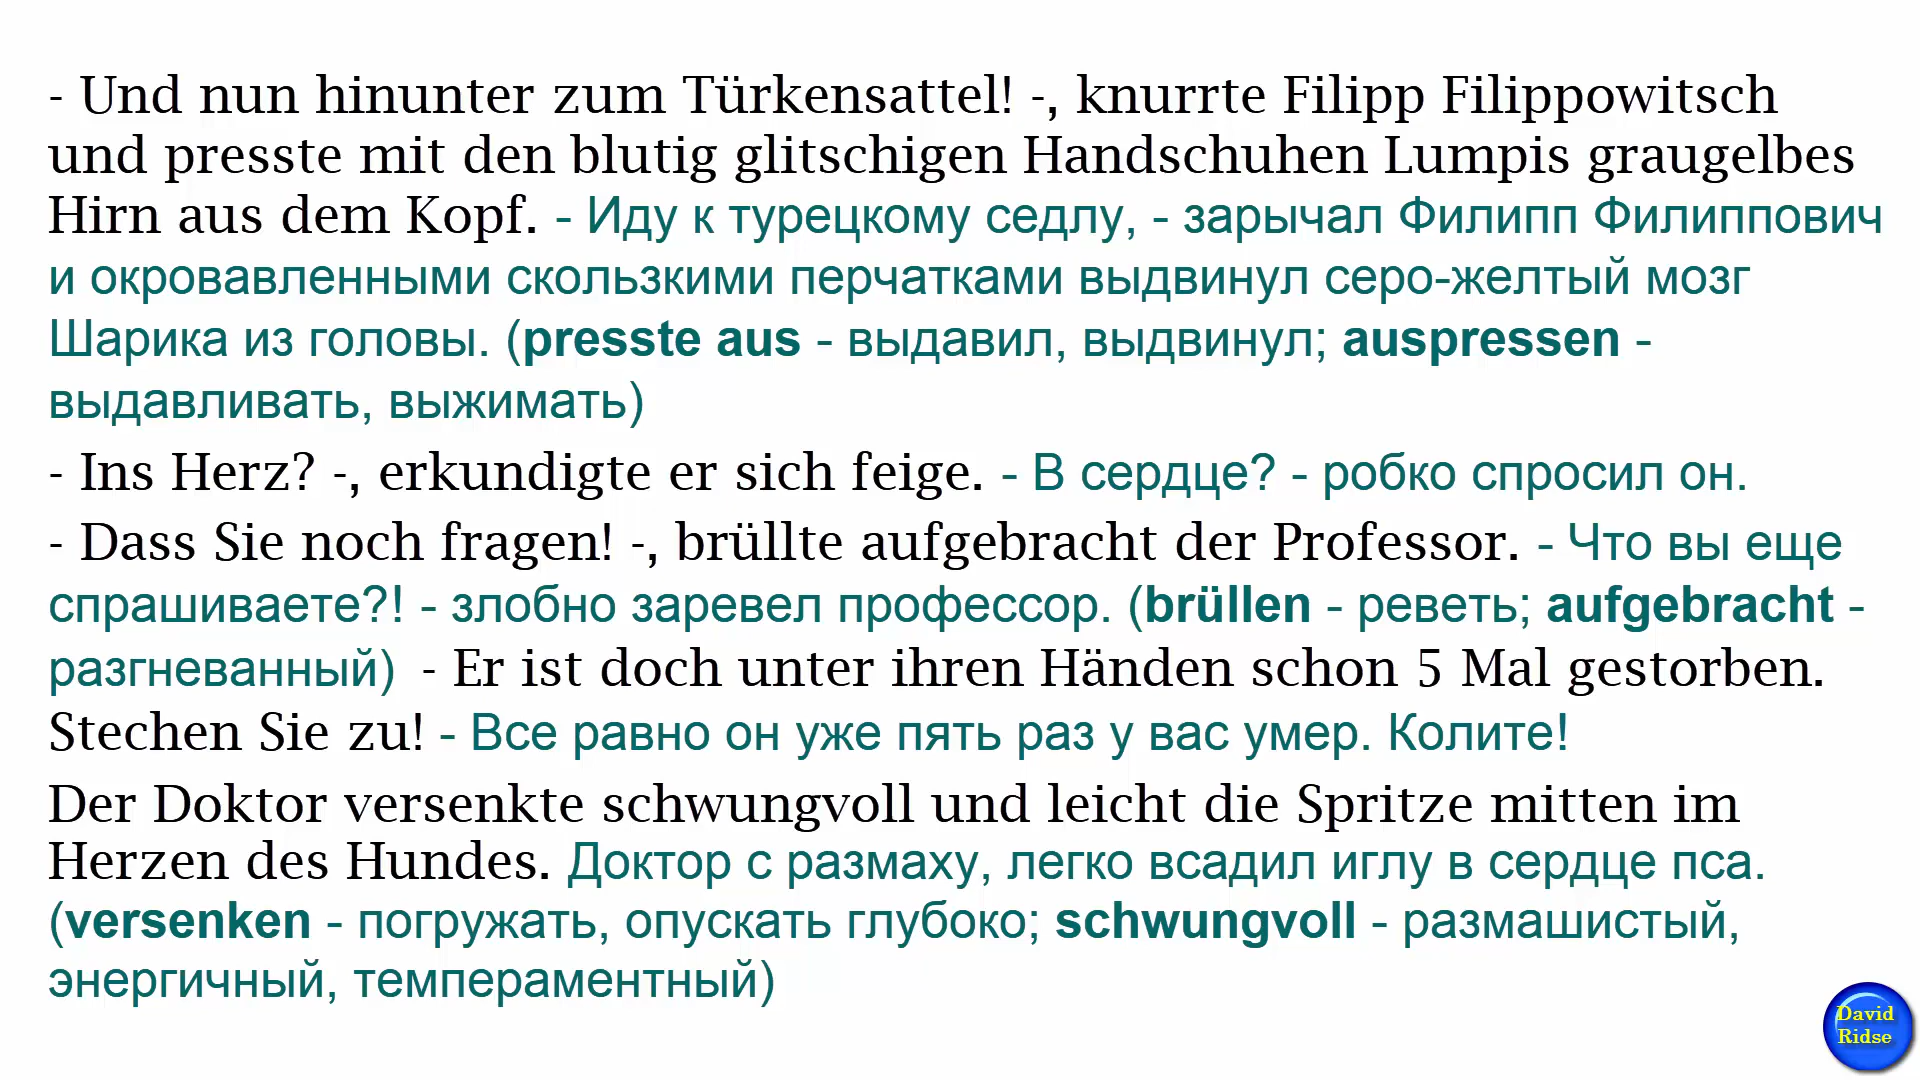 - Und nun hinunter zum Türkensattel! -, knurrte Filipp Filippowitsch
und presste mit den blutig glitschigen Handschuhen Lumpis graugelbes
Hirn aus dem Kopf. - Иду к турецкому седлу, - зарычал Филипп Филиппович
и окровавленными скользкими перчатками выдвинул серо-желтый мозг
Шарика из головы. (presste aus - выдавил, выдвинул; auspressen -
выдавливать, выжимать)
- Ins Herz? -, erkundigte er sich feige. - В сердце? - робко спросил он.
- Dass Sie noch fragen! -, brüllte aufgebracht der Professor. - Что вы еще
спрашиваете?! - злобно заревел профессор. (brüllen - реветь; aufgebracht -
разгневанный) - Er ist doch unter ihren Händen schon 5 Mal gestorben.
Stechen Sie zu! - Все равно он уже пять раз у вас умер. Колите!
Der Doktor versenkte schwungvoll und leicht die Spritze mitten im
Herzen des Hundes. Доктор с размаху, легко всадил иглу в сердце пса.
(versenken - погружать, опускать глубоко; schwungvoll - размашистый,
энергичный, темпераментный)
David
Ridse